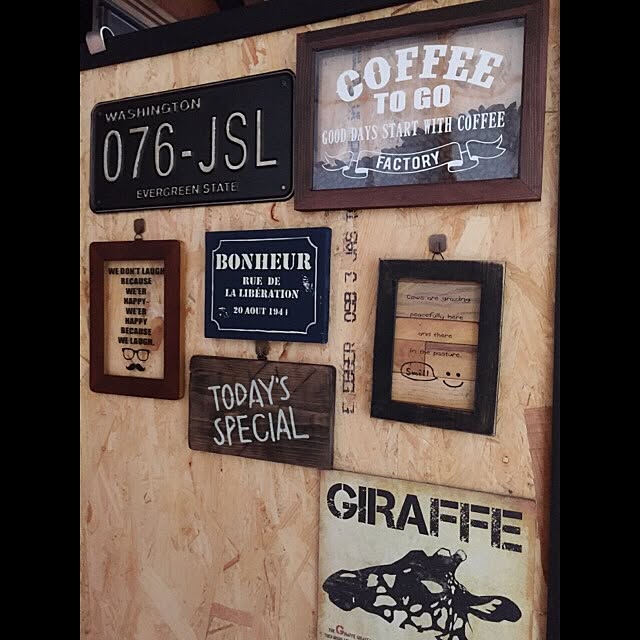 WASHINGTON
076-JSL
EVERGREEN STATE
COFFEE
TO GO
GOOD DAYS START WITH COFFEE
FACTORY
WE DON'T LAUGH
BECAUSE
WE'ER
HAPPY-
WE'ER
HAPPY
BECAUSE
WE LAUGH.
BONHEUR
RUE DE
LA LIBÉRATION
20 AOUT 1944
TODAY'S
SPECIAL
Cows are grazing
peacefully here
and there
in the pasture.
Smile!
GIRAFFE